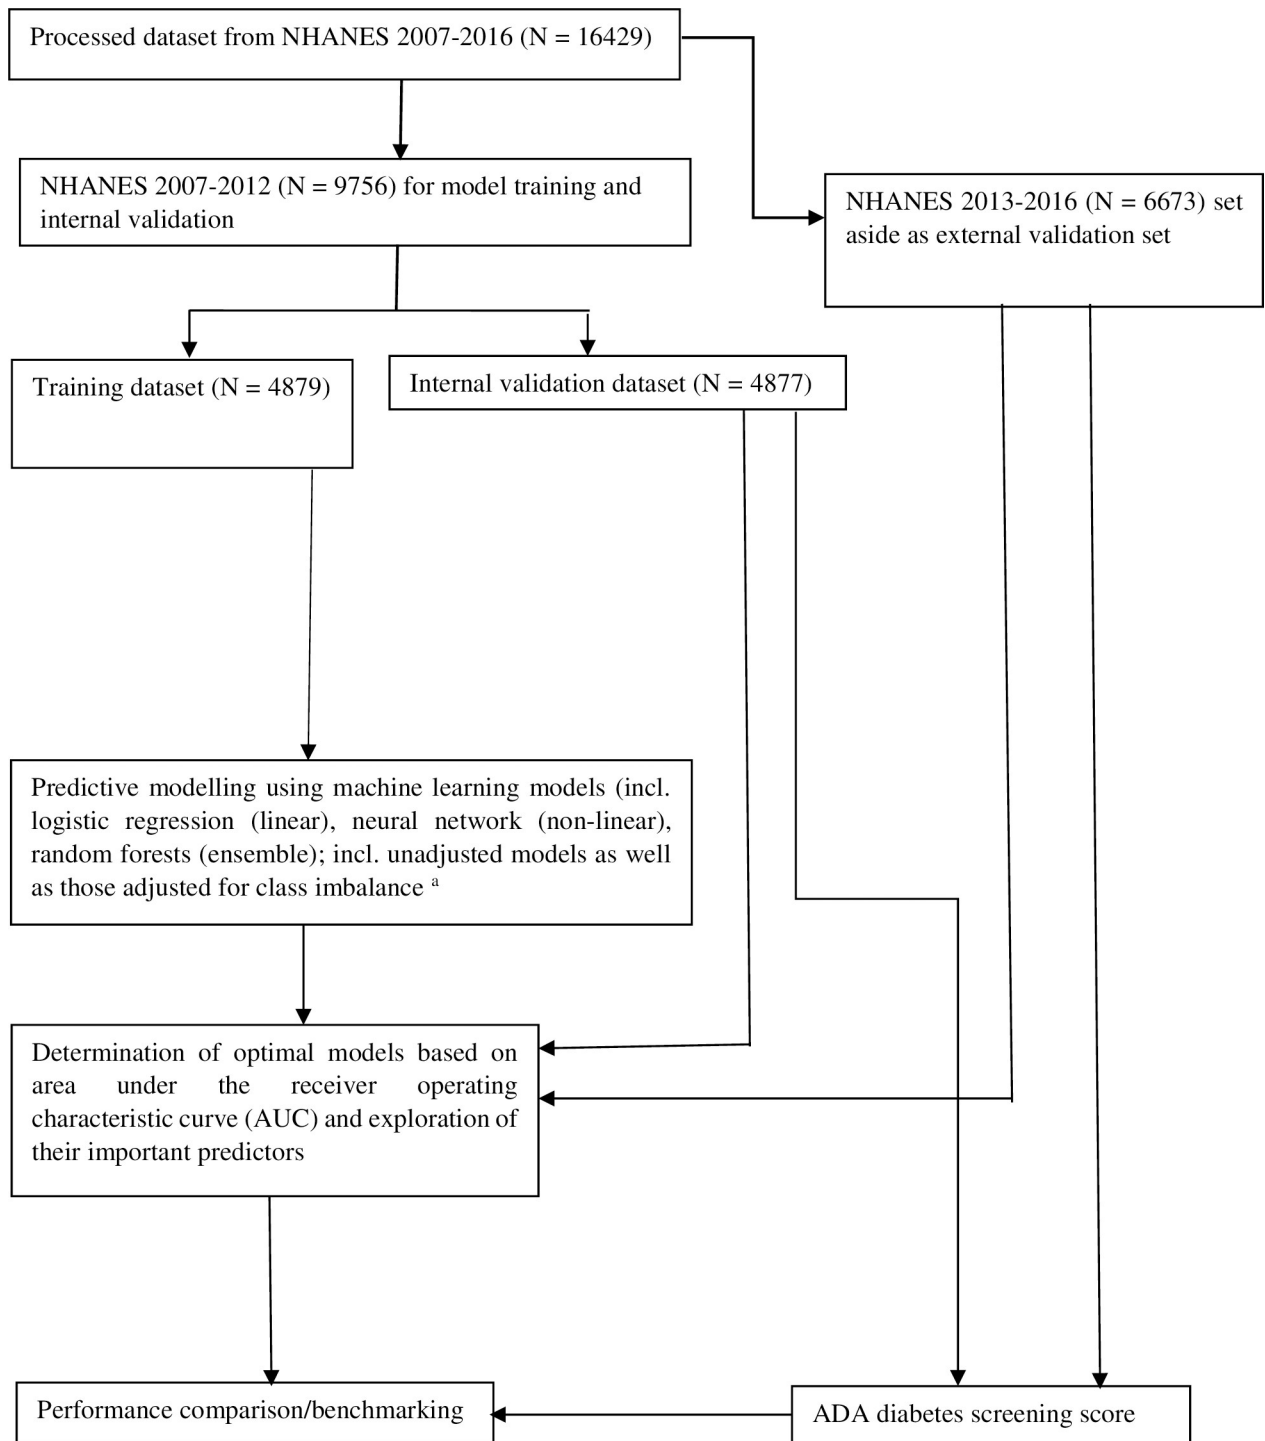 Processed dataset from NHANES 2007-2016 (N = 16429)
NHANES 2007-2012 (N = 9756) for model training and
internal validation
NHANES 2013-2016 (N = 6673) set
aside as external validation set
Training dataset (N = 4879)
Internal validation dataset (N = 4877)
Predictive modelling using machine learning models (incl.
logistic regression (linear), neural network (non-linear),
random forests (ensemble); incl. unadjusted models as well
as those adjusted for class imbalance ᵃ
Determination of optimal models based on
area under the receiver operating
characteristic curve (AUC) and exploration of
their important predictors
Performance comparison/benchmarking
ADA diabetes screening score